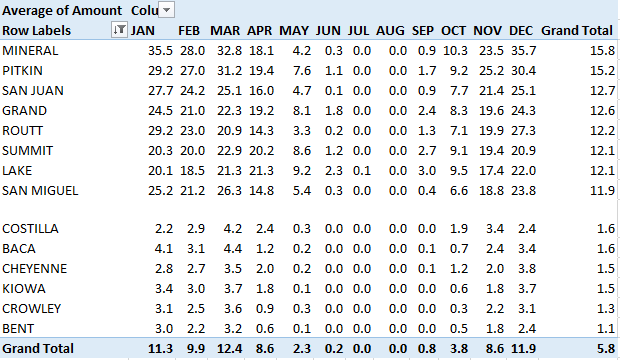 Average of Amount Colu
Row Labels JAN FEB MAR APR MAY JUN JUL AUG SEP OCT NOV DEC Grand Total
MINERAL 35.5 28.0 32.8 18.1 4.2 0.3 0.0 0.0 0.9 10.3 23.5 35.7 15.8
PITKIN 29.2 27.0 31.2 19.4 7.6 1.1 0.0 0.0 1.7 9.2 25.2 30.4 15.2
SAN JUAN 27.7 24.2 25.1 16.0 4.7 0.1 0.0 0.0 0.9 7.7 21.4 25.1 12.7
GRAND 24.5 21.0 22.3 19.2 8.1 1.8 0.0 0.0 2.4 8.3 19.6 24.3 12.6
ROUTT 29.2 23.0 20.9 14.3 3.3 0.2 0.0 0.0 1.3 7.1 19.9 27.3 12.2
SUMMIT 20.3 20.0 22.9 20.2 8.6 1.2 0.0 0.0 2.7 9.1 19.4 20.9 12.1
LAKE 20.1 18.5 21.3 21.3 9.2 2.3 0.1 0.0 3.0 9.5 17.4 22.0 12.1
SAN MIGUEL 25.2 21.2 26.3 14.8 5.4 0.3 0.0 0.0 0.4 6.6 18.8 23.8 11.9
COSTILLA 2.2 2.9 4.2 2.4 0.3 0.0 0.0 0.0 0.0 1.9 3.4 2.4 1.6
BACA 4.1 3.1 4.4 1.2 0.2 0.0 0.0 0.0 0.1 0.7 2.4 3.4 1.6
CHEYENNE 2.8 2.7 3.5 2.0 0.2 0.0 0.0 0.0 0.1 1.2 2.0 3.8 1.5
KIOWA 3.4 3.0 3.7 1.8 0.1 0.0 0.0 0.0 0.0 0.6 1.8 3.7 1.5
CROWLEY 3.1 2.5 3.6 0.9 0.3 0.0 0.0 0.0 0.0 0.3 2.2 3.1 1.3
BENT 3.0 2.2 3.2 0.6 0.1 0.0 0.0 0.0 0.0 0.5 1.8 2.4 1.1
Grand Total 11.3 9.9 12.4 8.6 2.3 0.2 0.0 0.0 0.8 3.8 8.6 11.9 5.8